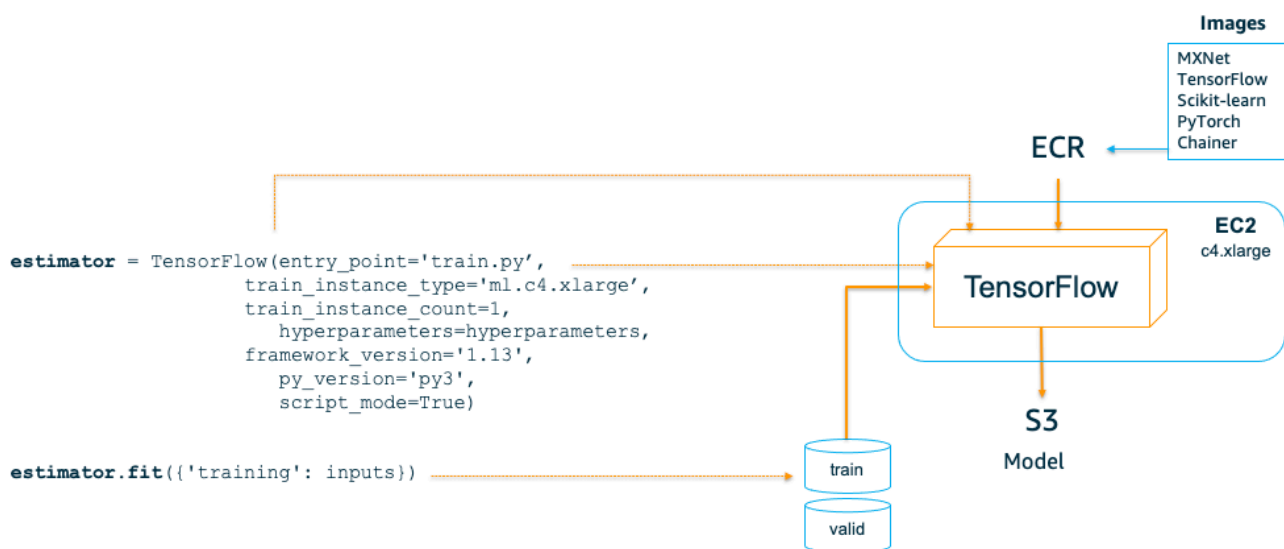 Images
MXNet
TensorFlow
Scikit-learn
PyTorch
Chainer
ECR
EC2
c4.xlarge
TensorFlow
estimator = TensorFlow(entry_point='train.py’,
train_instance_type='ml.c4.xlarge’,
train_instance_count=1,
hyperparameters=hyperparameters,
framework_version='1.13',
py_version='py3',
script_mode=True)
S3
Model
estimator.fit({'training': inputs})
train
valid